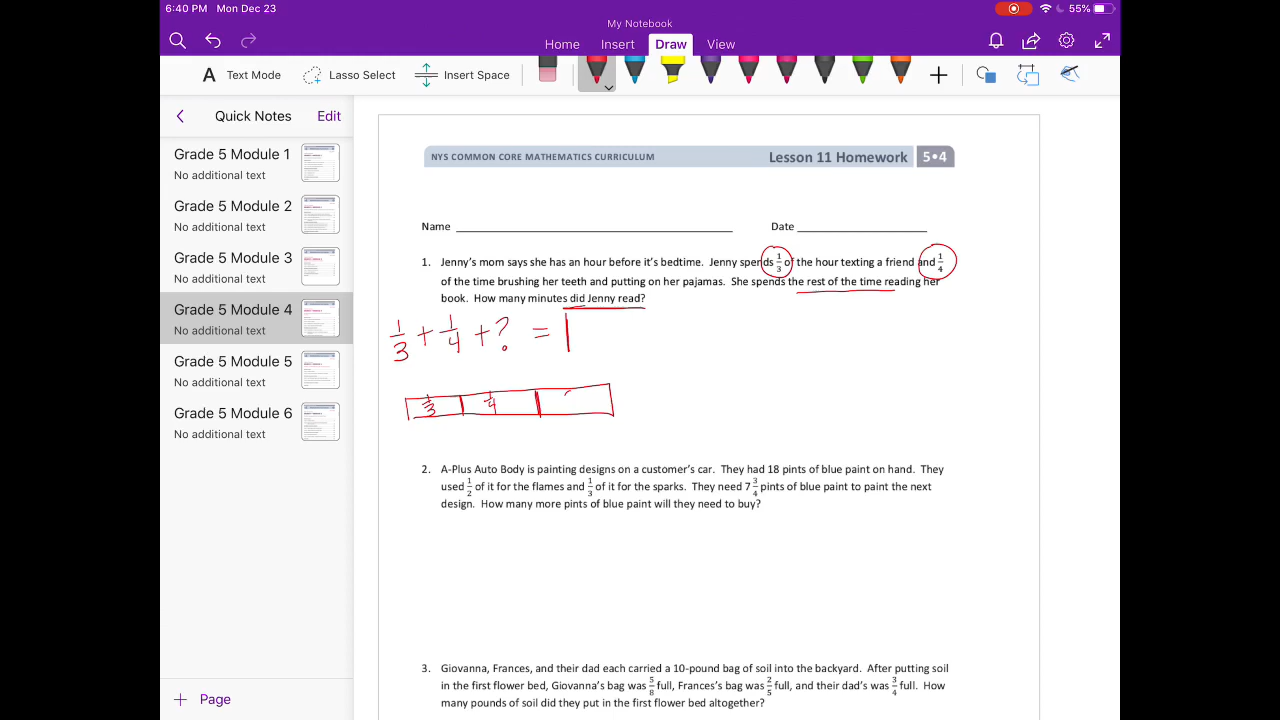 6:40 PM Mon Dec 23
55%
My Notebook
Home Insert Draw View
A Text Mode Lasso Select Insert Space
Quick Notes Edit
Grade 5 Module 1
No additional text
Grade 5 Module 2
No additional text
Grade 5 Module 3
No additional text
Grade 5 Module 4
No additional text
Grade 5 Module 5
No additional text
Grade 5 Module 6
No additional text
Page
NYS COMMON CORE MATHEMATICS CURRICULUM Lesson 11 Homework 5•4
Name Date
1. Jenny's mom says she has an hour before it's bedtime. Jenny spends 1/3 of the hour texting a friend and 1/4
of the time brushing her teeth and putting on her pajamas. She spends the rest of the time reading her
book. How many minutes did Jenny read?
1/3 + 1/4 + ? = 1
1/3 1/4
2. A-Plus Auto Body is painting designs on a customer's car. They had 18 pints of blue paint on hand. They
used 1/2 of it for the flames and 1/3 of it for the sparks. They need 7 3/4 pints of blue paint to paint the next
design. How many more pints of blue paint will they need to buy?
3. Giovanna, Frances, and their dad each carried a 10-pound bag of soil into the backyard. After putting soil
in the first flower bed, Giovanna's bag was 5/8 full, Frances's bag was 2/5 full, and their dad's was 3/4 full. How
many pounds of soil did they put in the first flower bed altogether?